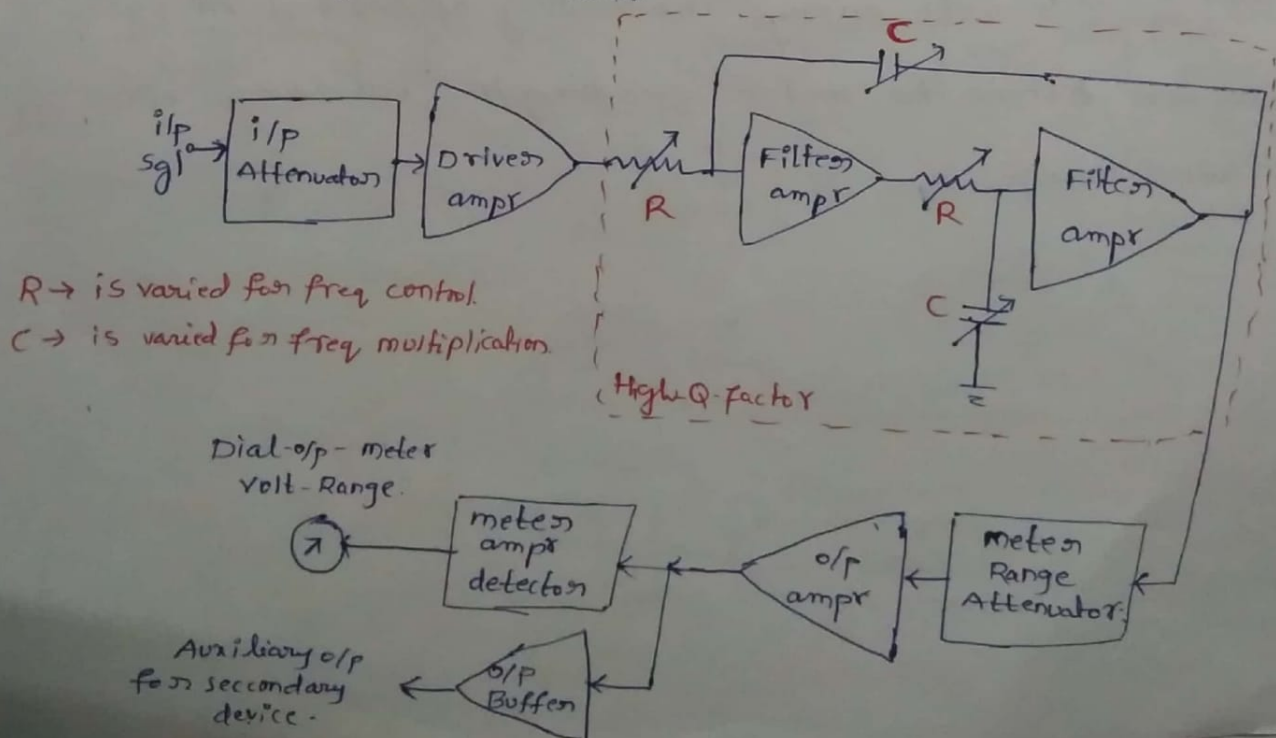 C
i/p
sgl
i/p
Attenuator
Driver
ampr
R
Filter
ampr
R
Filter
ampr
C
R → is varied for freq control.
C → is varied for freq multiplication.
High-Q-factor
Dial-o/p-meter
Volt-Range.
meter
ampr
detector
o/p
ampr
meter
Range
Attenuator.
Auxiliary o/p
for seccondary
device.
o/p
Buffer